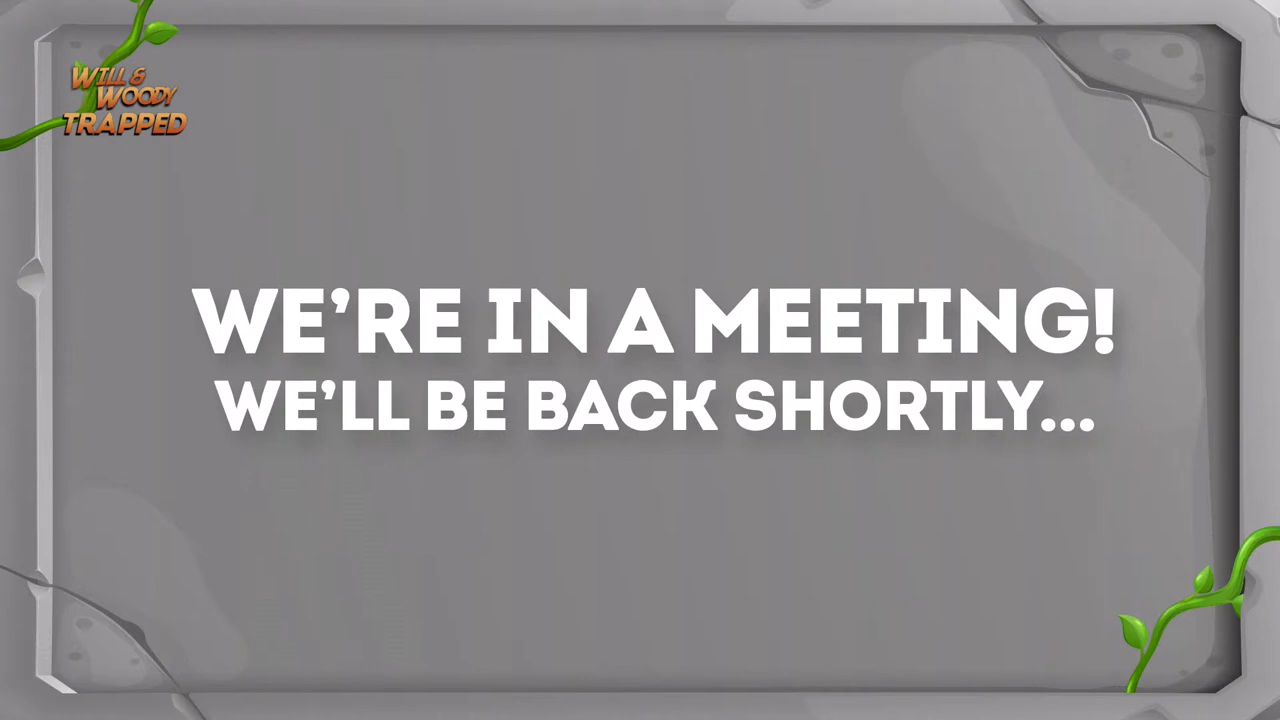 WILL &
WOODY
TRAPPED
WE'RE IN A MEETING!
WE'LL BE BACK SHORTLY...